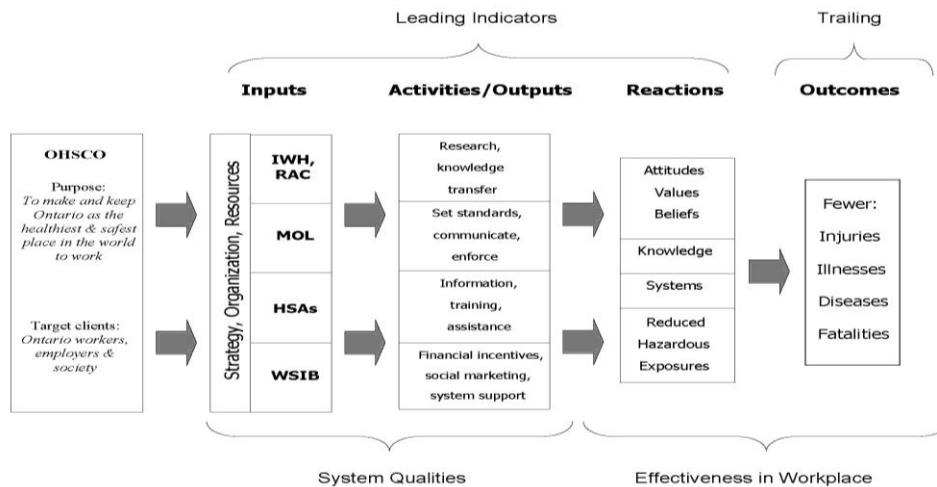 Leading Indicators
Trailing
Inputs
Activities/Outputs
Reactions
Outcomes
OHSCO
Purpose:
To make and keep
Ontario as the
healthiest & safest
place in the world
to work
Target clients:
Ontario workers,
employers &
society
Strategy, Organization, Resources
IWH,
RAC
MOL
HSAs
WSIB
Research,
knowledge
transfer
Set standards,
communicate,
enforce
Information,
training,
assistance
Financial incentives,
social marketing,
system support
Attitudes
Values
Beliefs
Knowledge
Systems
Reduced
Hazardous
Exposures
Fewer:
Injuries
Illnesses
Diseases
Fatalities
System Qualities
Effectiveness in Workplace